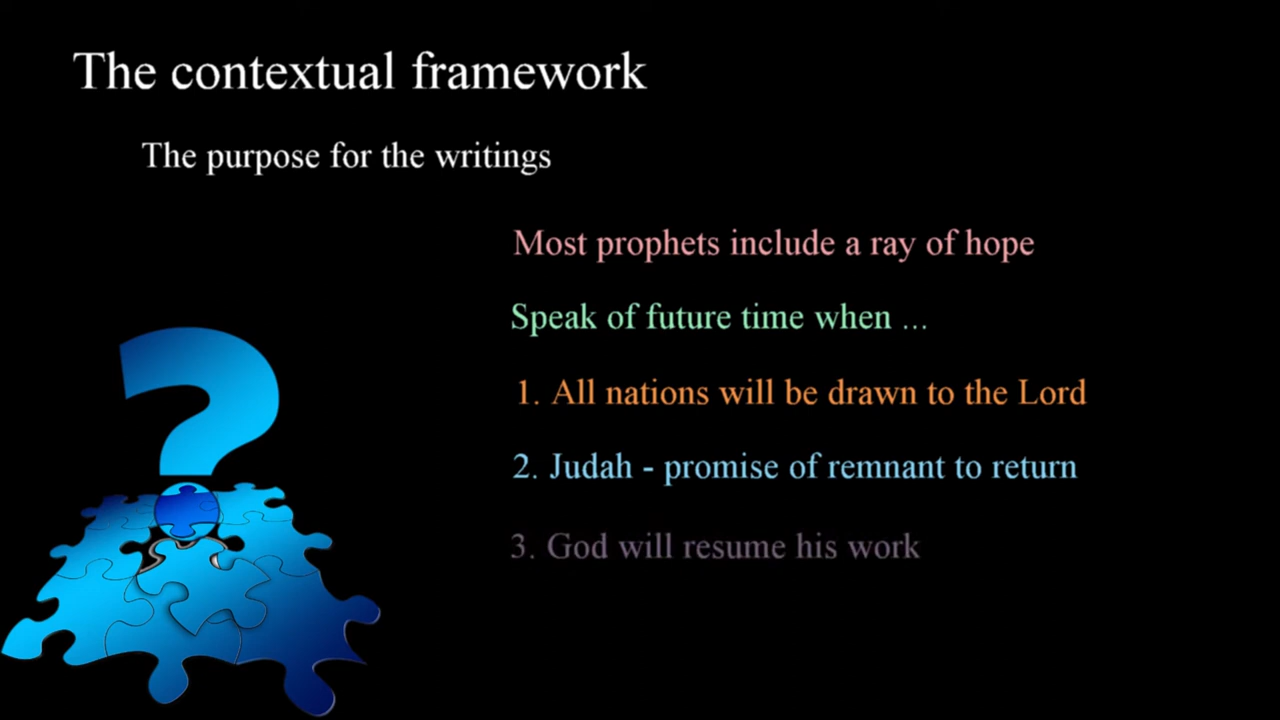 The contextual framework
The purpose for the writings
Most prophets include a ray of hope
Speak of future time when ...
1. All nations will be drawn to the Lord
2. Judah - promise of remnant to return
3. God will resume his work